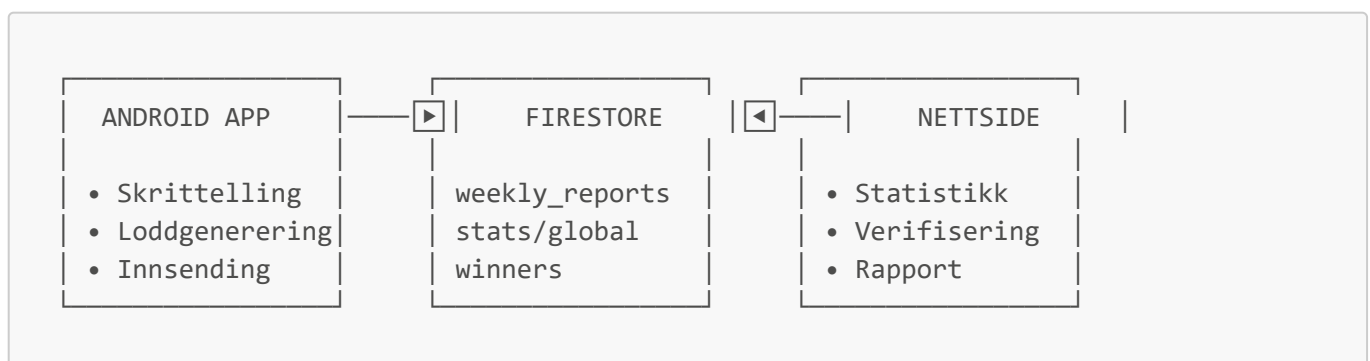 ANDROID APP ▶ FIRESTORE ◀ NETTSIDE
• Skrittelling weekly_reports • Statistikk
• Loddgenerering stats/global • Verifisering
• Innsending winners • Rapport